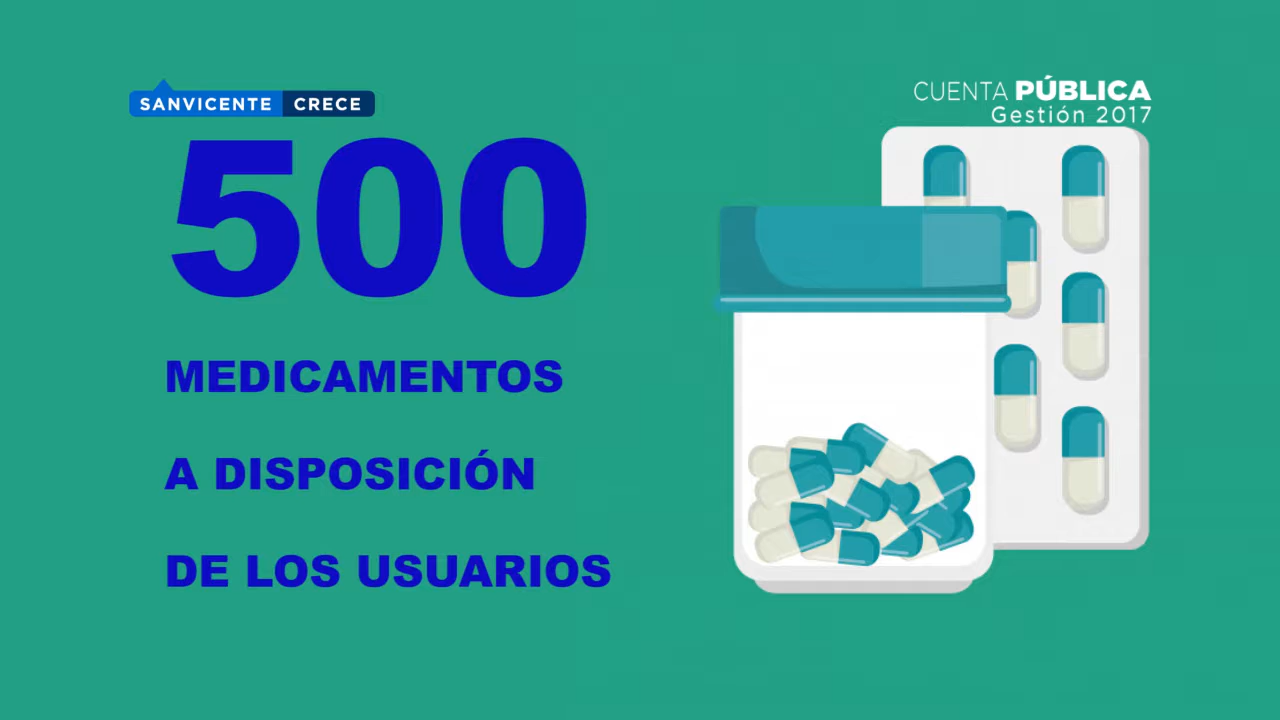 SANVICENTE CRECE
CUENTA PÚBLICA
Gestión 2017
500
MEDICAMENTOS
A DISPOSICIÓN
DE LOS USUARIOS